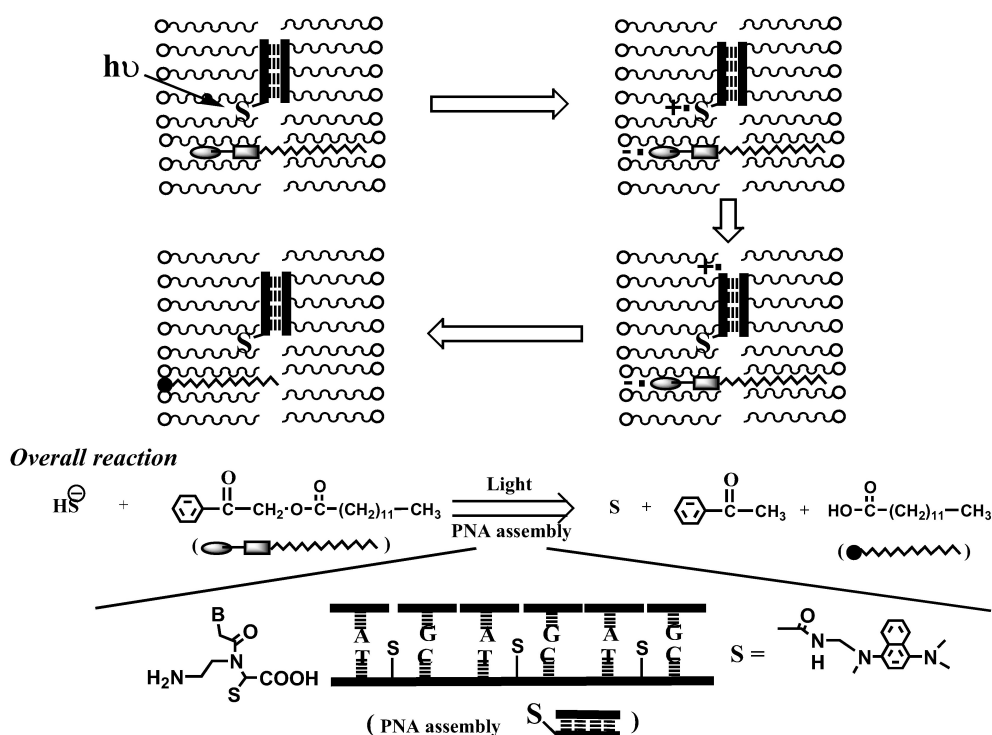 hυ
S
+· S
-·
+·
S
S
-·
Overall reaction
HS⊖ + C O CH2·O C O (CH2)11 CH3 Light PNA assembly S + C O CH3 + HO C O (CH2)11 CH3
( ) ( )
B
O
N
H2N S COOH
A G A G A G
T S C T S C T S C
S = O N H N N
( PNA assembly S )